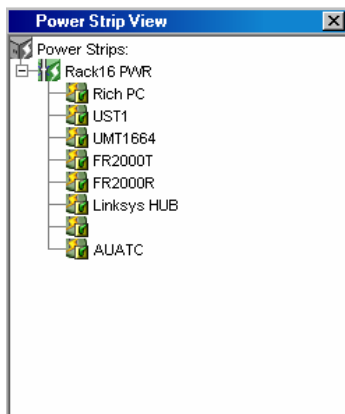 Power Strip View
Power Strips:
Rack16 PWR
Rich PC
UST1
UMT1664
FR2000T
FR2000R
Linksys HUB
AUATC